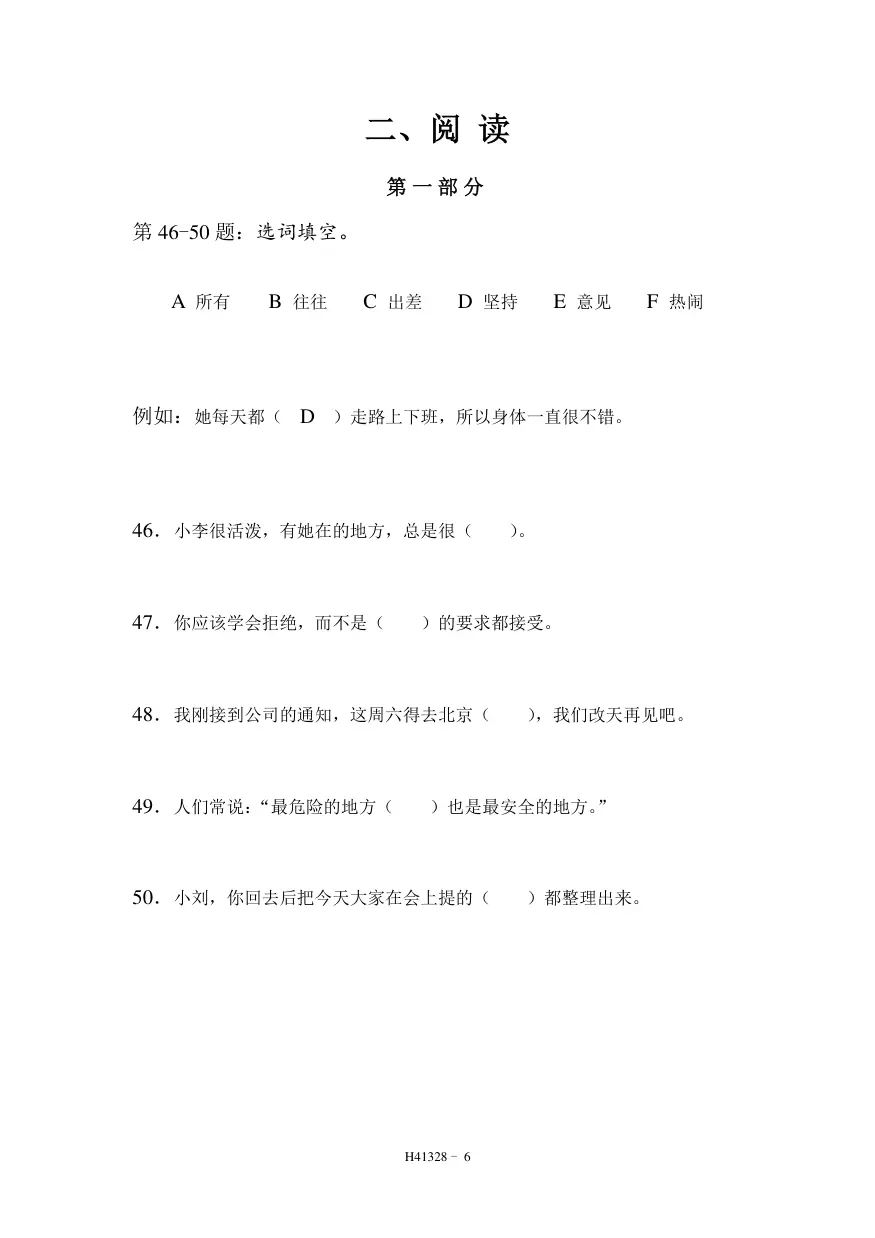 二、阅 读
第 一 部 分
第 46-50 题：选词填空。
A 所有 B 往往 C 出差 D 坚持 E 意见 F 热闹
例如：她每天都（ D ）走路上下班，所以身体一直很不错。
46．小李很活泼，有她在的地方，总是很（ ）。
47．你应该学会拒绝，而不是（ ）的要求都接受。
48．我刚接到公司的通知，这周六得去北京（ ），我们改天再见吧。
49．人们常说：“最危险的地方（ ）也是最安全的地方。”
50．小刘，你回去后把今天大家在会上提的（ ）都整理出来。
H41328 - 6